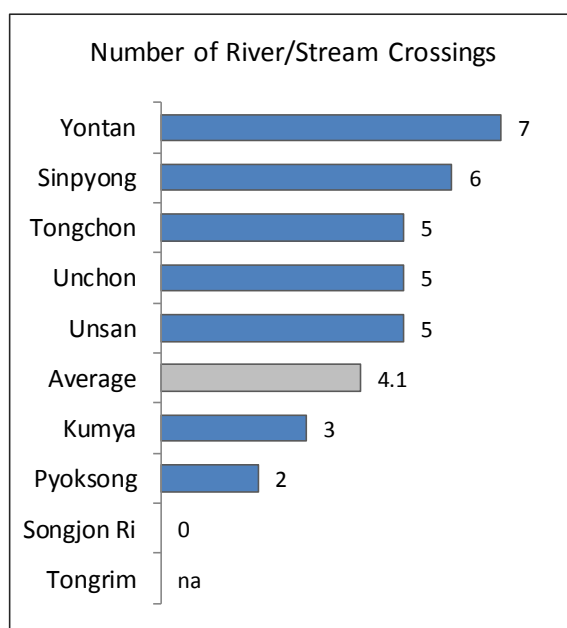 Number of River/Stream Crossings
Yontan 7
Sinpyong 6
Tongchon 5
Unchon 5
Unsan 5
Average 4.1
Kumya 3
Pyoksong 2
Songjon Ri 0
Tongrim na